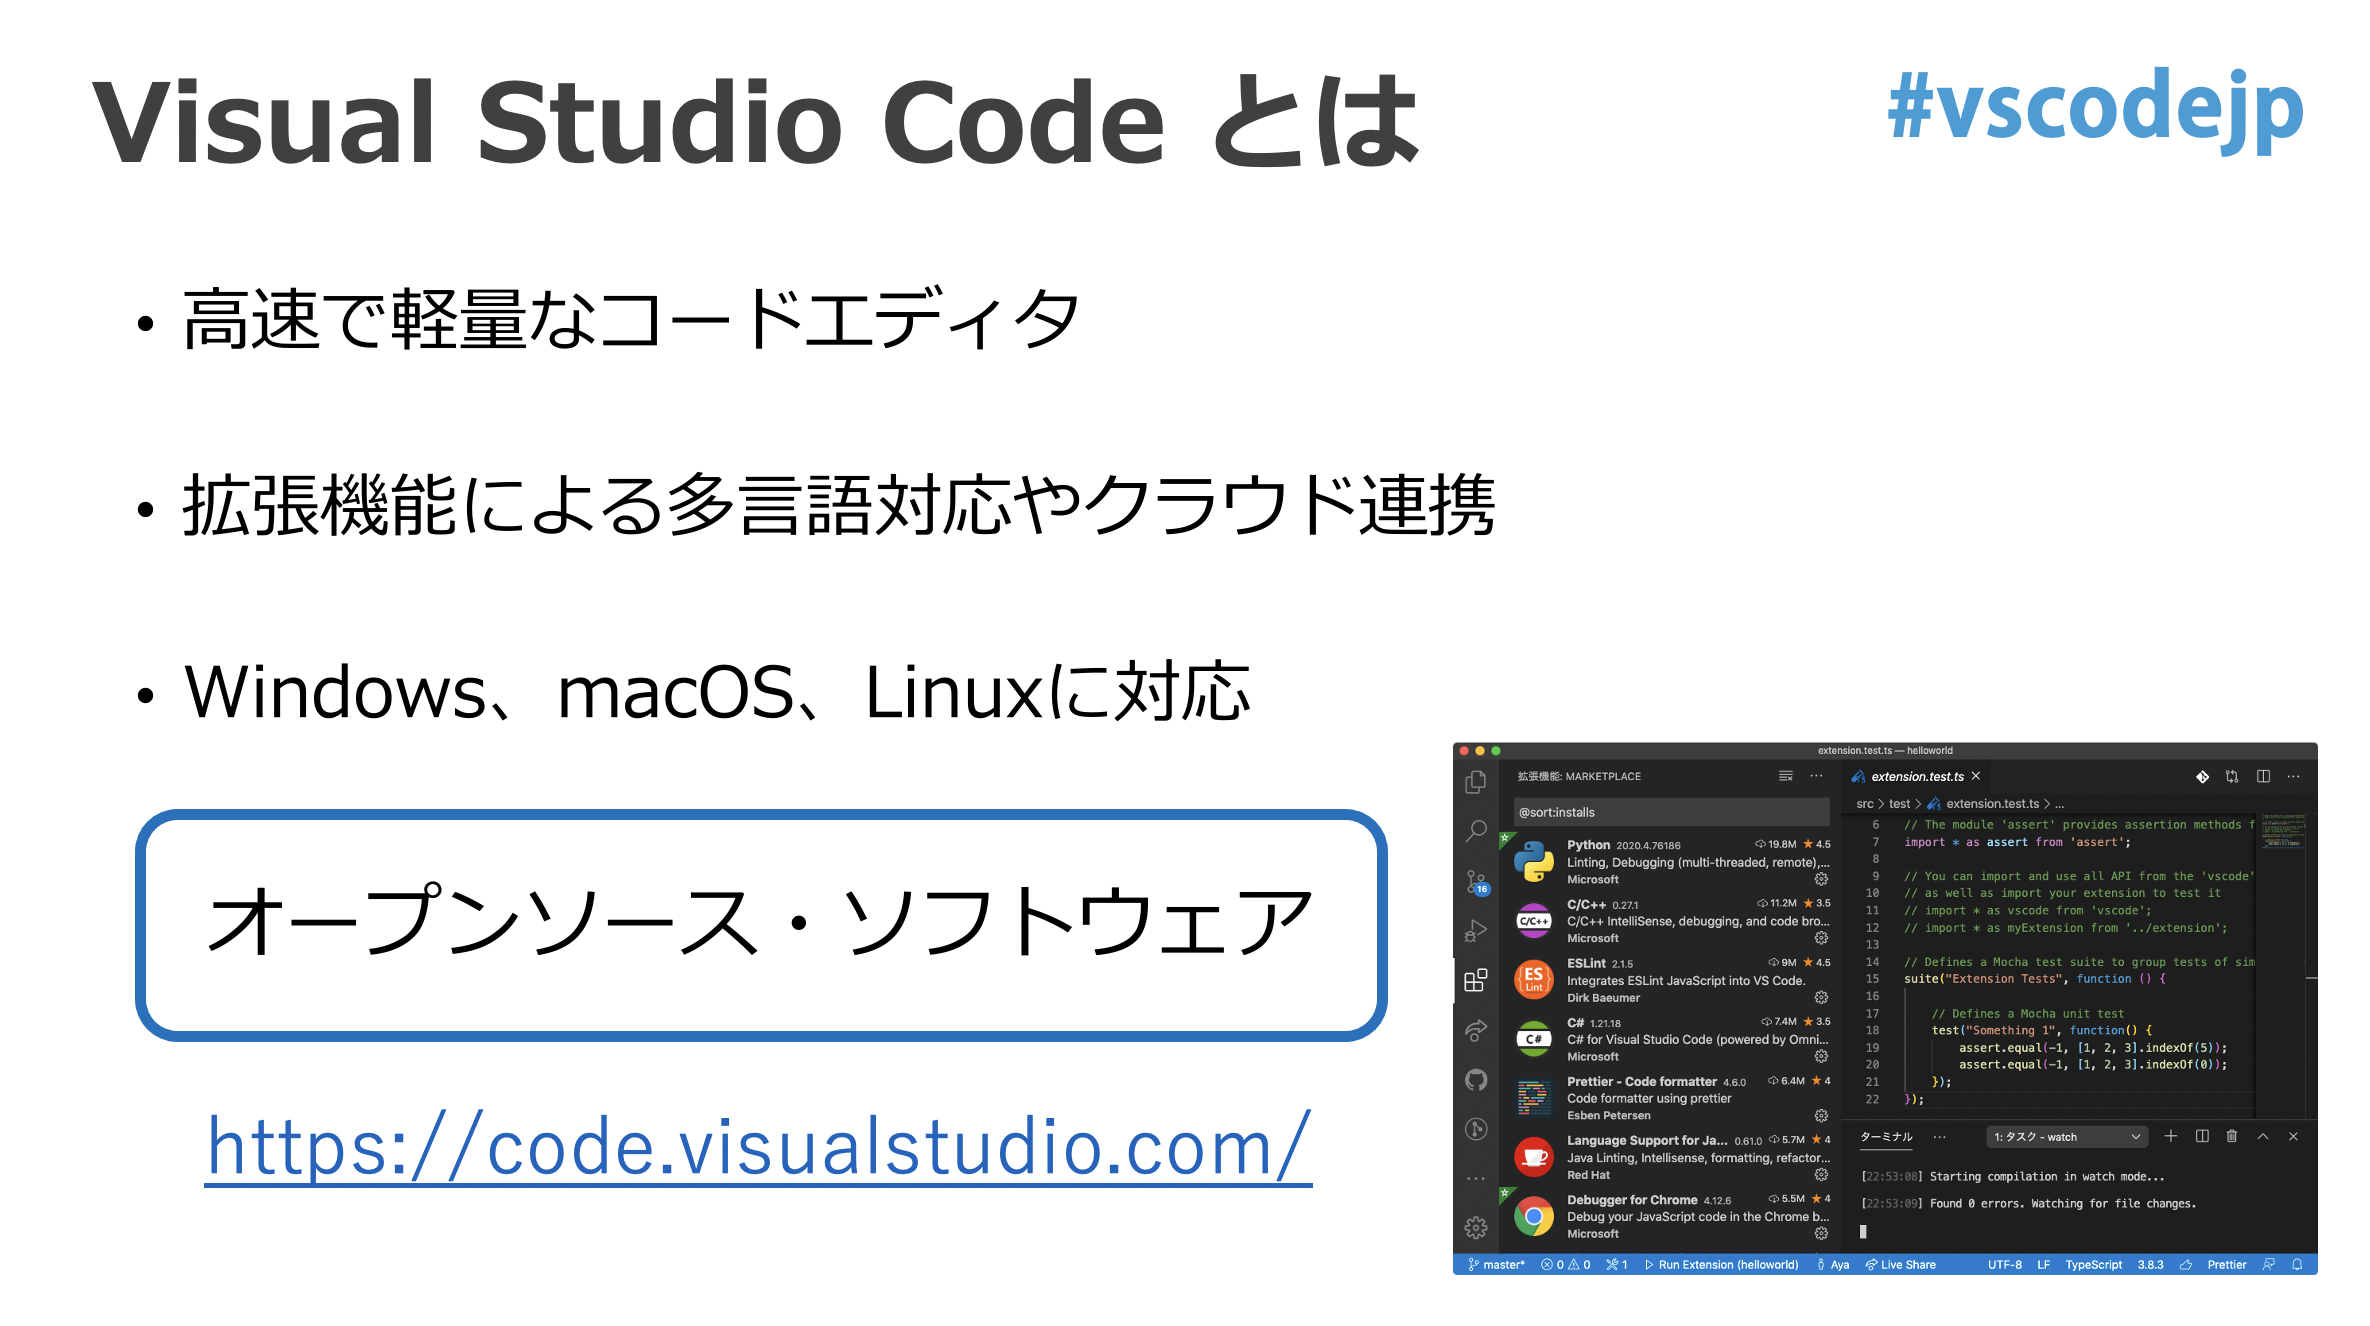 Visual Studio Code とは
#vscodejp
• 高速で軽量なコードエディタ
• 拡張機能による多言語対応やクラウド連携
• Windows、macOS、Linuxに対応
オープンソース・ソフトウェア
https://code.visualstudio.com/
extension.test.ts — helloworld
拡張機能: MARKETPLACE
@sort:installs
Python 2020.4.76186 19.8M ★ 4.5
Linting, Debugging (multi-threaded, remote),...
Microsoft
C/C++
C/C++ 0.27.1 11.2M ★ 3.5
C/C++ IntelliSense, debugging, and code bro...
Microsoft
ES Lint
ESLint 2.1.5 9M ★ 4.5
Integrates ESLint JavaScript into VS Code.
Dirk Baeumer
C#
C# 1.21.18 7.4M ★ 3.5
C# for Visual Studio Code (powered by Omni...
Microsoft
Prettier - Code formatter 4.6.0 6.4M ★ 4
Code formatter using prettier
Esben Petersen
Language Support for Ja... 0.61.0 5.7M ★ 4
Java Linting, Intellisense, formatting, refactor...
Red Hat
Debugger for Chrome 4.12.6 5.5M ★ 4
Debug your JavaScript code in the Chrome b...
Microsoft
16
extension.test.ts ×
src > test > extension.test.ts > ...
6 // The module 'assert' provides assertion methods f
7 import * as assert from 'assert';
8
9 // You can import and use all API from the 'vscode'
10 // as well as import your extension to test it
11 // import * as vscode from 'vscode';
12 // import * as myExtension from '../extension';
13
14 // Defines a Mocha test suite to group tests of sim
15 suite("Extension Tests", function () {
16
17 // Defines a Mocha unit test
18 test("Something 1", function() {
19 assert.equal(-1, [1, 2, 3].indexOf(5));
20 assert.equal(-1, [1, 2, 3].indexOf(0));
21 });
22 });
ターミナル ... 1: タスク - watch
[22:53:08] Starting compilation in watch mode...
[22:53:09] Found 0 errors. Watching for file changes.
master* 0 0 1 Run Extension (helloworld) Aya Live Share UTF-8 LF TypeScript 3.8.3 Prettier